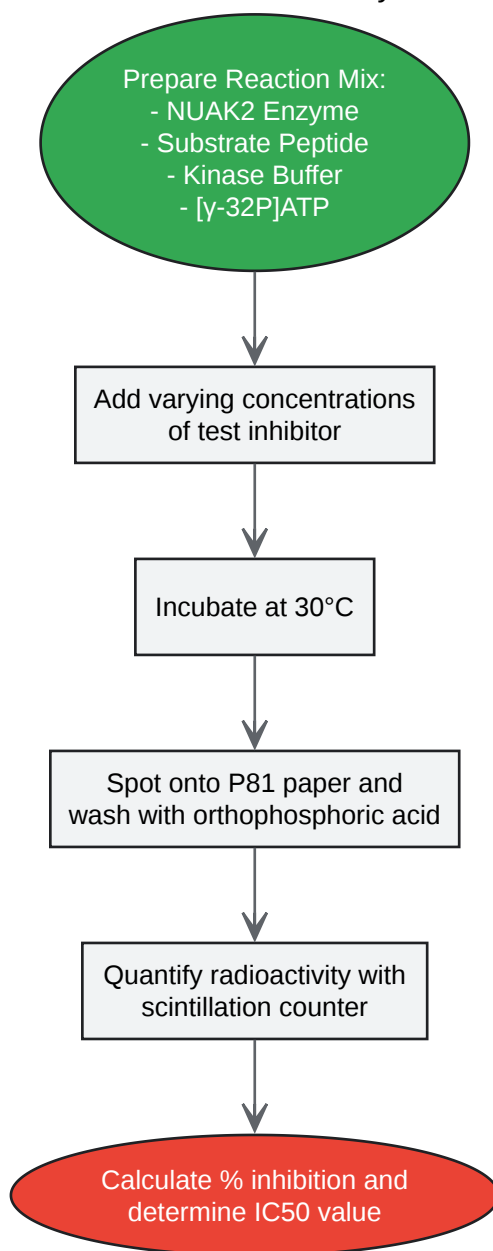 Prepare Reaction Mix:
- NUAK2 Enzyme
- Substrate Peptide
- Kinase Buffer
- [γ-32P]ATP
Add varying concentrations
of test inhibitor
Incubate at 30°C
Spot onto P81 paper and
wash with orthophosphoric acid
Quantify radioactivity with
scintillation counter
Calculate % inhibition and
determine IC50 value